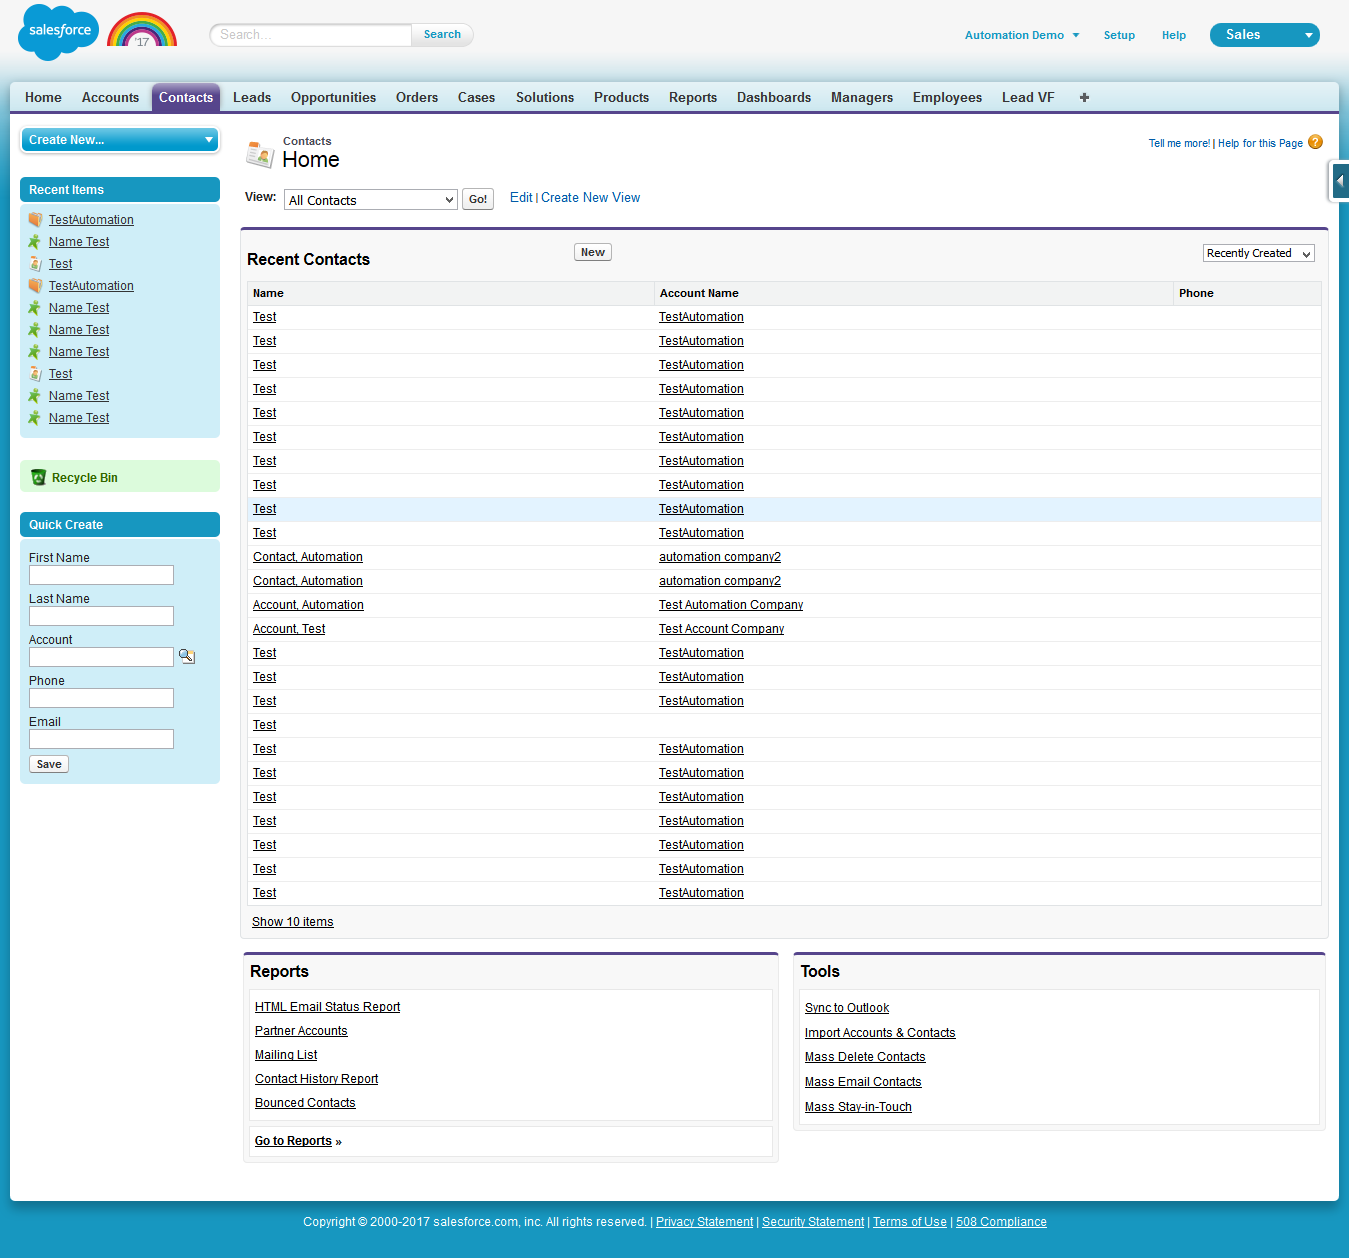 salesforce
'17
Search...
Search
Automation Demo
Setup
Help
Sales
Home Accounts Contacts Leads Opportunities Orders Cases Solutions Products Reports Dashboards Managers Employees Lead VF +
Create New...
Recent Items
TestAutomation
Name Test
Test
TestAutomation
Name Test
Name Test
Name Test
Test
Name Test
Name Test
Recycle Bin
Quick Create
First Name
Last Name
Account
Phone
Email
Save
Contacts
Home
Tell me more! | Help for this Page ?
View: All Contacts Go! Edit | Create New View
Recent Contacts New Recently Created
Name Account Name Phone
Test TestAutomation
Test TestAutomation
Test TestAutomation
Test TestAutomation
Test TestAutomation
Test TestAutomation
Test TestAutomation
Test TestAutomation
Test TestAutomation
Test TestAutomation
Contact, Automation automation company2
Contact, Automation automation company2
Account, Automation Test Automation Company
Account, Test Test Account Company
Test TestAutomation
Test TestAutomation
Test TestAutomation
Test
Test TestAutomation
Test TestAutomation
Test TestAutomation
Test TestAutomation
Test TestAutomation
Test TestAutomation
Test TestAutomation
Show 10 items
Reports
HTML Email Status Report
Partner Accounts
Mailing List
Contact History Report
Bounced Contacts
Go to Reports »
Tools
Sync to Outlook
Import Accounts & Contacts
Mass Delete Contacts
Mass Email Contacts
Mass Stay-in-Touch
Copyright © 2000-2017 salesforce.com, inc. All rights reserved. | Privacy Statement | Security Statement | Terms of Use | 508 Compliance